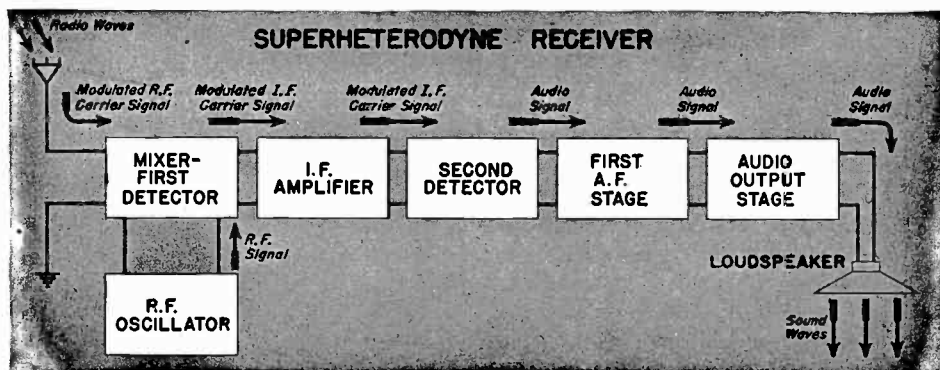 Radio Waves
SUPERHETERODYNE RECEIVER
Modulated R.F.
Carrier Signal
Modulated I.F.
Carrier Signal
Modulated I.F.
Carrier Signal
Audio
Signal
Audio
Signal
Audio
Signal
MIXER-
FIRST
DETECTOR
I.F.
AMPLIFIER
SECOND
DETECTOR
FIRST
A.F.
STAGE
AUDIO
OUTPUT
STAGE
R.F.
Signal
R.F.
OSCILLATOR
LOUDSPEAKER
Sound
Waves